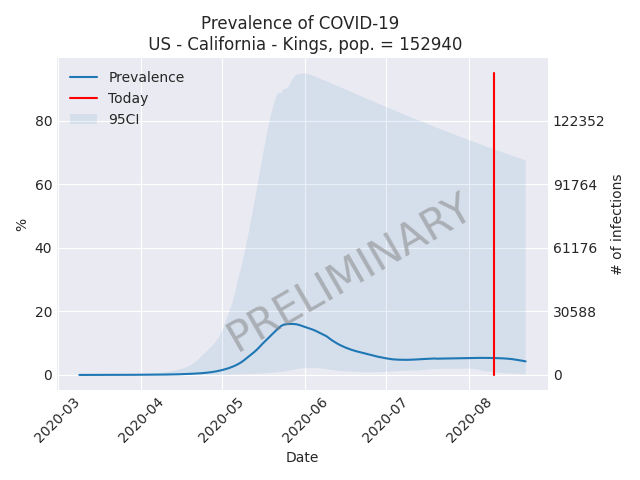 Prevalence of COVID-19
US - California - Kings, pop. = 152940
Prevalence
Today
95CI
%
80
60
40
20
0
122352
91764
61176
30588
0
# of infections
PRELIMINARY
2020-03
2020-04
2020-05
2020-06
2020-07
2020-08
Date